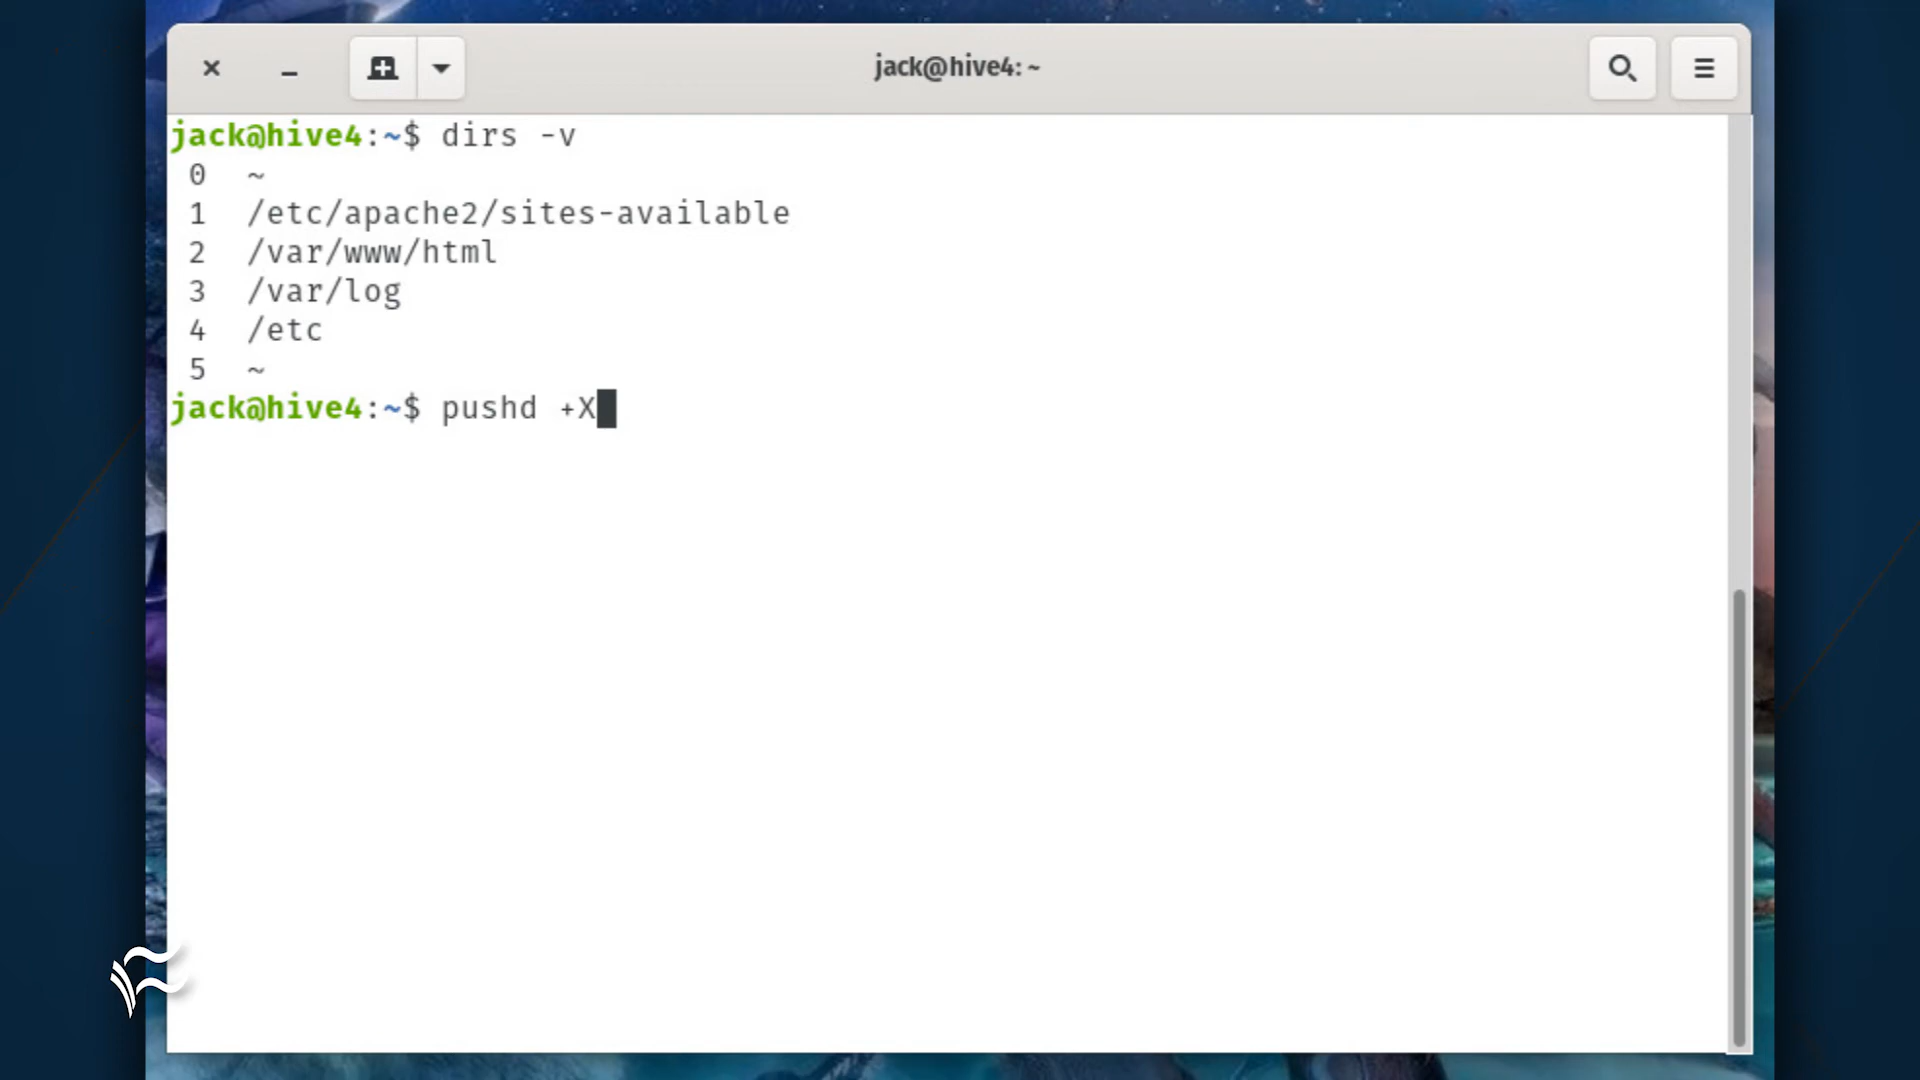 jack@hive4: ~
jack@hive4:~$ dirs -v
0 ~
1 /etc/apache2/sites-available
2 /var/www/html
3 /var/log
4 /etc
5 ~
jack@hive4:~$ pushd +X